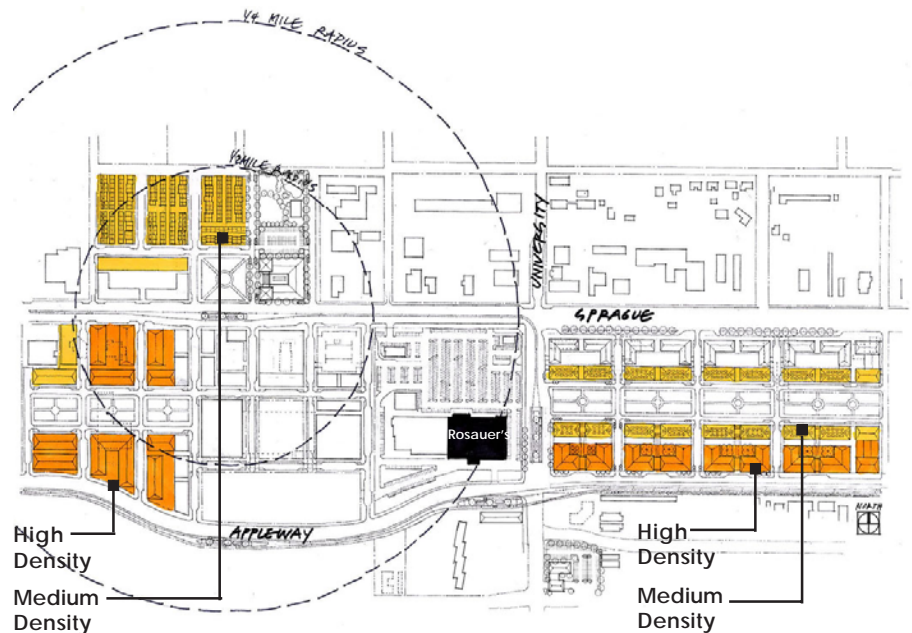 1/4 MILE RADIUS
1/8 MILE RADIUS
UNIVERSITY
SPRAGUE
Rosauer's
APPLEWAY
NORTH
High
Density
Medium
Density
High
Density
Medium
Density